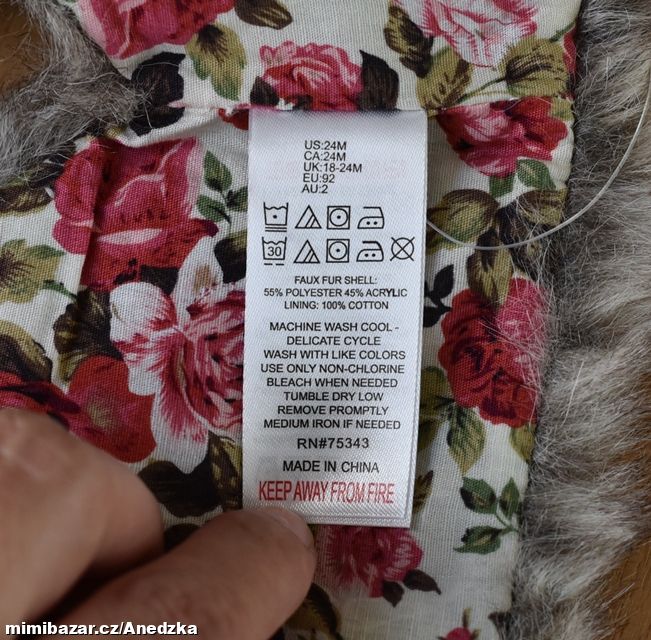 US:24M
CA:24M
UK:18-24M
EU:92
AU:2
30
FAUX FUR SHELL:
55% POLYESTER 45% ACRYLIC
LINING: 100% COTTON
MACHINE WASH COOL -
DELICATE CYCLE
WASH WITH LIKE COLORS
USE ONLY NON-CHLORINE
BLEACH WHEN NEEDED
TUMBLE DRY LOW
REMOVE PROMPTLY
MEDIUM IRON IF NEEDED
RN#75343
MADE IN CHINA
KEEP AWAY FROM FIRE
mimibazar.cz/Anedzka